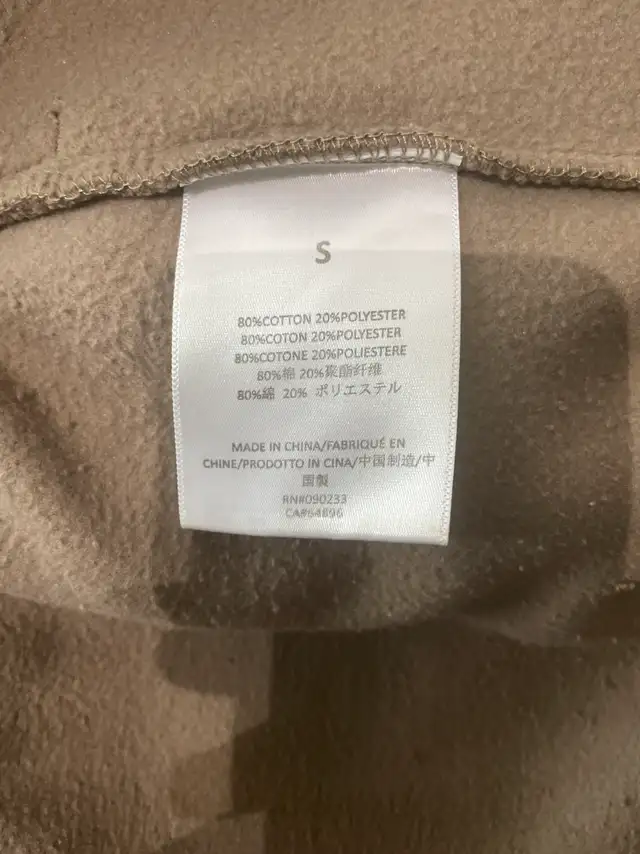 S
80%COTTON 20%POLYESTER
80%COTON 20%POLYESTER
80%COTONE 20%POLIESTERE
80%棉 20%聚酯纤维
80%綿 20% ポリエステル
MADE IN CHINA/FABRIQUÉ EN
CHINE/PRODOTTO IN CINA/中国制造/中
国製
RN#090233
CA#54896